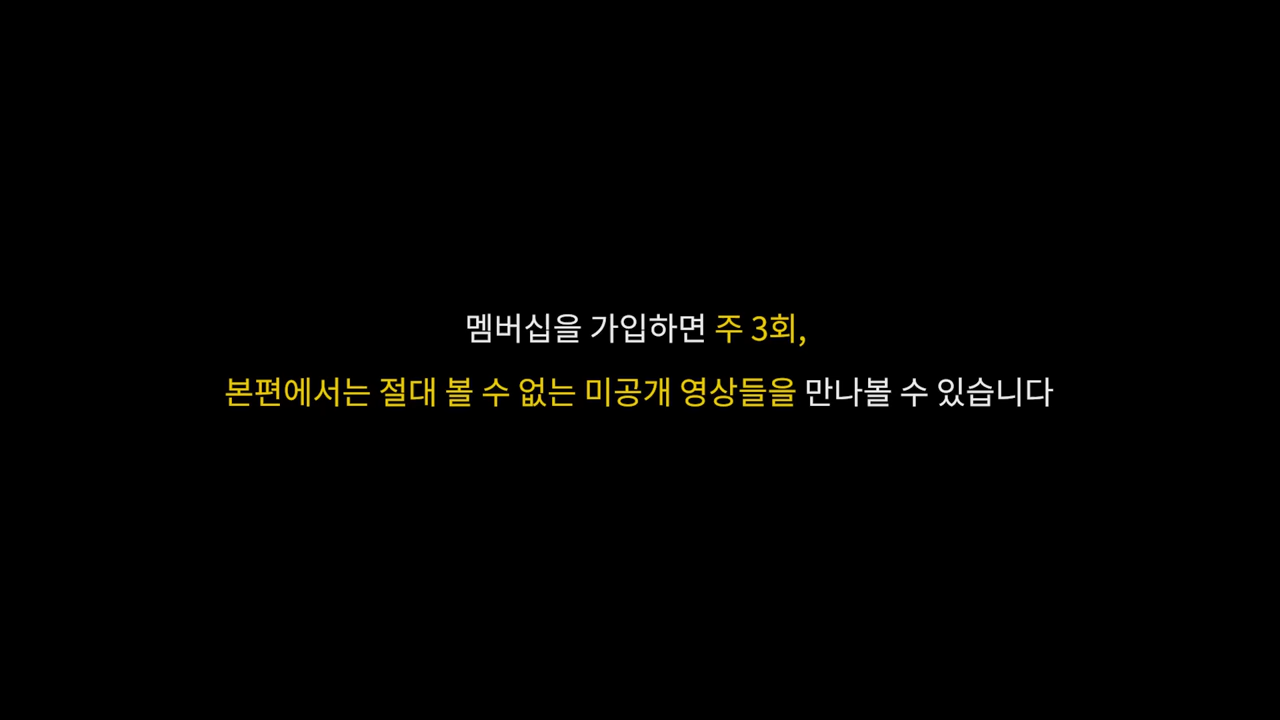 멤버십을 가입하면 주 3회,
본편에서는 절대 볼 수 없는 미공개 영상들을 만나볼 수 있습니다